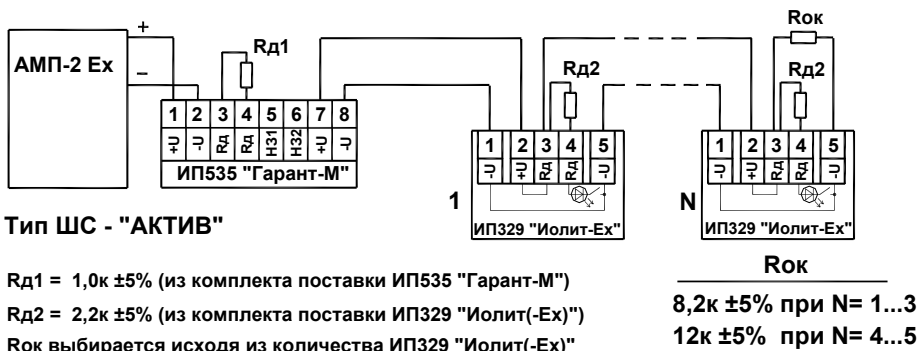 Rок
+
Rд1
АМП-2 Ex
Rд2
Rд2
–
1 2 3 4 5 6 7 8
+U -U Rд Rд НЗ1 НЗ2 +U -U
ИП535 "Гарант-М"
1 2 3 4 5
-U +U Rд Rд -U
1
ИП329 "Иолит-Ex"
1 2 3 4 5
-U +U Rд Rд -U
N
ИП329 "Иолит-Ex"
Тип ШС - "АКТИВ"
Rд1 = 1,0к ±5% (из комплекта поставки ИП535 "Гарант-М")
Rд2 = 2,2к ±5% (из комплекта поставки ИП329 "Иолит(-Ex)")
Rок выбирается исходя из количества ИП329 "Иолит(-Ex)"
Rок
8,2к ±5% при N= 1...3
12к ±5% при N= 4...5